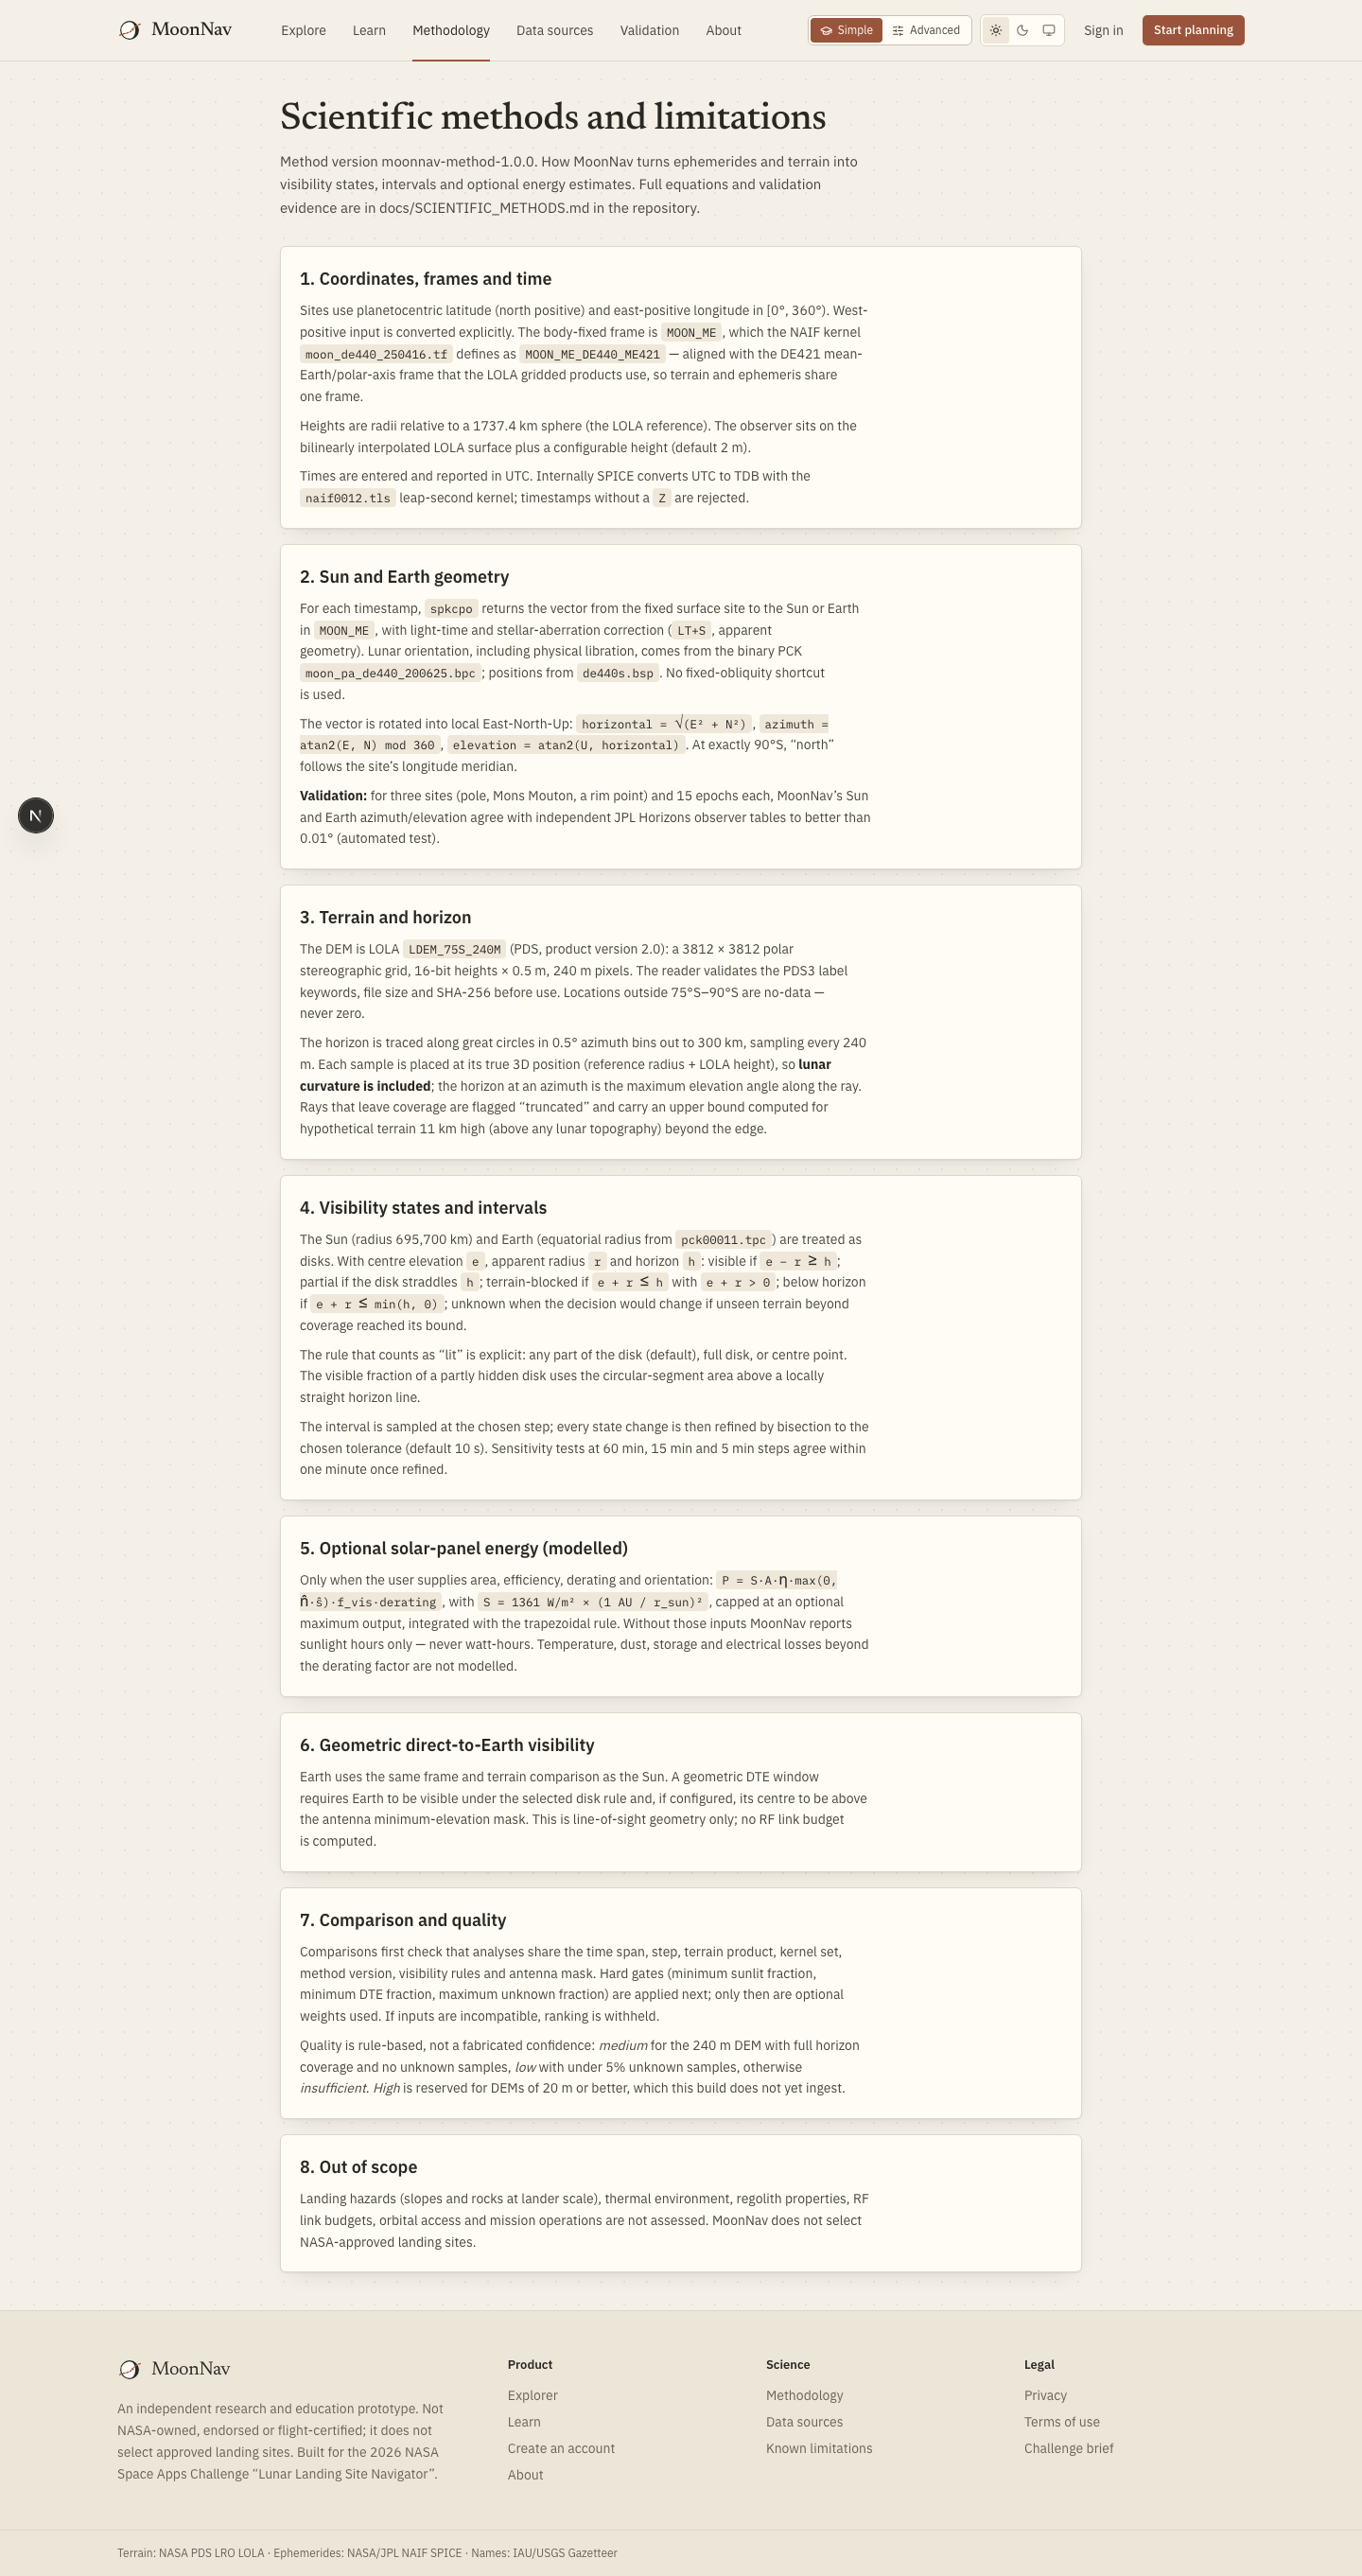 MoonNav
Explore
Learn
Methodology
Data sources
Validation
About
Simple
Advanced
Sign in
Start planning
Scientific methods and limitations
Method version moonnav-method-1.0.0. How MoonNav turns ephemerides and terrain into
visibility states, intervals and optional energy estimates. Full equations and validation
evidence are in docs/SCIENTIFIC_METHODS.md in the repository.
1. Coordinates, frames and time
Sites use planetocentric latitude (north positive) and east-positive longitude in [0°, 360°). West-
positive input is converted explicitly. The body-fixed frame is MOON_ME, which the NAIF kernel
moon_de440_250416.tf defines as MOON_ME_DE440_ME421 — aligned with the DE421 mean-
Earth/polar-axis frame that the LOLA gridded products use, so terrain and ephemeris share
one frame.
Heights are radii relative to a 1737.4 km sphere (the LOLA reference). The observer sits on the
bilinearly interpolated LOLA surface plus a configurable height (default 2 m).
Times are entered and reported in UTC. Internally SPICE converts UTC to TDB with the
naif0012.tls leap-second kernel; timestamps without a Z are rejected.
2. Sun and Earth geometry
For each timestamp, spkcpo returns the vector from the fixed surface site to the Sun or Earth
in MOON_ME, with light-time and stellar-aberration correction (LT+S, apparent
geometry). Lunar orientation, including physical libration, comes from the binary PCK
moon_pa_de440_200625.bpc; positions from de440s.bsp. No fixed-obliquity shortcut
is used.
The vector is rotated into local East-North-Up: horizontal = √(E² + N²), azimuth =
atan2(E, N) mod 360, elevation = atan2(U, horizontal). At exactly 90°S, “north”
follows the site’s longitude meridian.
Validation: for three sites (pole, Mons Mouton, a rim point) and 15 epochs each, MoonNav’s Sun
and Earth azimuth/elevation agree with independent JPL Horizons observer tables to better than
0.01° (automated test).
N
3. Terrain and horizon
The DEM is LOLA LDEM_75S_240M (PDS, product version 2.0): a 3812 × 3812 polar
stereographic grid, 16-bit heights × 0.5 m, 240 m pixels. The reader validates the PDS3 label
keywords, file size and SHA-256 before use. Locations outside 75°S–90°S are no-data —
never zero.
The horizon is traced along great circles in 0.5° azimuth bins out to 300 km, sampling every 240
m. Each sample is placed at its true 3D position (reference radius + LOLA height), so lunar
curvature is included; the horizon at an azimuth is the maximum elevation angle along the ray.
Rays that leave coverage are flagged “truncated” and carry an upper bound computed for
hypothetical terrain 11 km high (above any lunar topography) beyond the edge.
4. Visibility states and intervals
The Sun (radius 695,700 km) and Earth (equatorial radius from pck00011.tpc) are treated as
disks. With centre elevation e, apparent radius r and horizon h: visible if e − r ≥ h;
partial if the disk straddles h; terrain-blocked if e + r ≤ h with e + r > 0; below horizon
if e + r ≤ min(h, 0); unknown when the decision would change if unseen terrain beyond
coverage reached its bound.
The rule that counts as “lit” is explicit: any part of the disk (default), full disk, or centre point.
The visible fraction of a partly hidden disk uses the circular-segment area above a locally
straight horizon line.
The interval is sampled at the chosen step; every state change is then refined by bisection to the
chosen tolerance (default 10 s). Sensitivity tests at 60 min, 15 min and 5 min steps agree within
one minute once refined.
5. Optional solar-panel energy (modelled)
Only when the user supplies area, efficiency, derating and orientation: P = S·A·η·max(0,
n̂·ŝ)·f_vis·derating, with S = 1361 W/m² × (1 AU / r_sun)², capped at an optional
maximum output, integrated with the trapezoidal rule. Without those inputs MoonNav reports
sunlight hours only — never watt-hours. Temperature, dust, storage and electrical losses beyond
the derating factor are not modelled.
6. Geometric direct-to-Earth visibility
Earth uses the same frame and terrain comparison as the Sun. A geometric DTE window
requires Earth to be visible under the selected disk rule and, if configured, its centre to be above
the antenna minimum-elevation mask. This is line-of-sight geometry only; no RF link budget
is computed.
7. Comparison and quality
Comparisons first check that analyses share the time span, step, terrain product, kernel set,
method version, visibility rules and antenna mask. Hard gates (minimum sunlit fraction,
minimum DTE fraction, maximum unknown fraction) are applied next; only then are optional
weights used. If inputs are incompatible, ranking is withheld.
Quality is rule-based, not a fabricated confidence: medium for the 240 m DEM with full horizon
coverage and no unknown samples, low with under 5% unknown samples, otherwise
insufficient. High is reserved for DEMs of 20 m or better, which this build does not yet ingest.
8. Out of scope
Landing hazards (slopes and rocks at lander scale), thermal environment, regolith properties, RF
link budgets, orbital access and mission operations are not assessed. MoonNav does not select
NASA-approved landing sites.
MoonNav
An independent research and education prototype. Not
NASA-owned, endorsed or flight-certified; it does not
select approved landing sites. Built for the 2026 NASA
Space Apps Challenge “Lunar Landing Site Navigator”.
Product
Explorer
Learn
Create an account
About
Science
Methodology
Data sources
Known limitations
Legal
Privacy
Terms of use
Challenge brief
Terrain: NASA PDS LRO LOLA · Ephemerides: NASA/JPL NAIF SPICE · Names: IAU/USGS Gazetteer